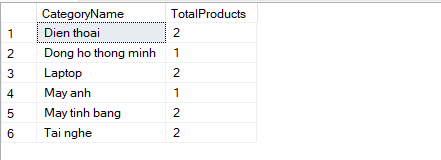 CategoryName TotalProducts
1 Dien thoai 2
2 Dong ho thong minh 1
3 Laptop 2
4 May anh 1
5 May tinh bang 2
6 Tai nghe 2